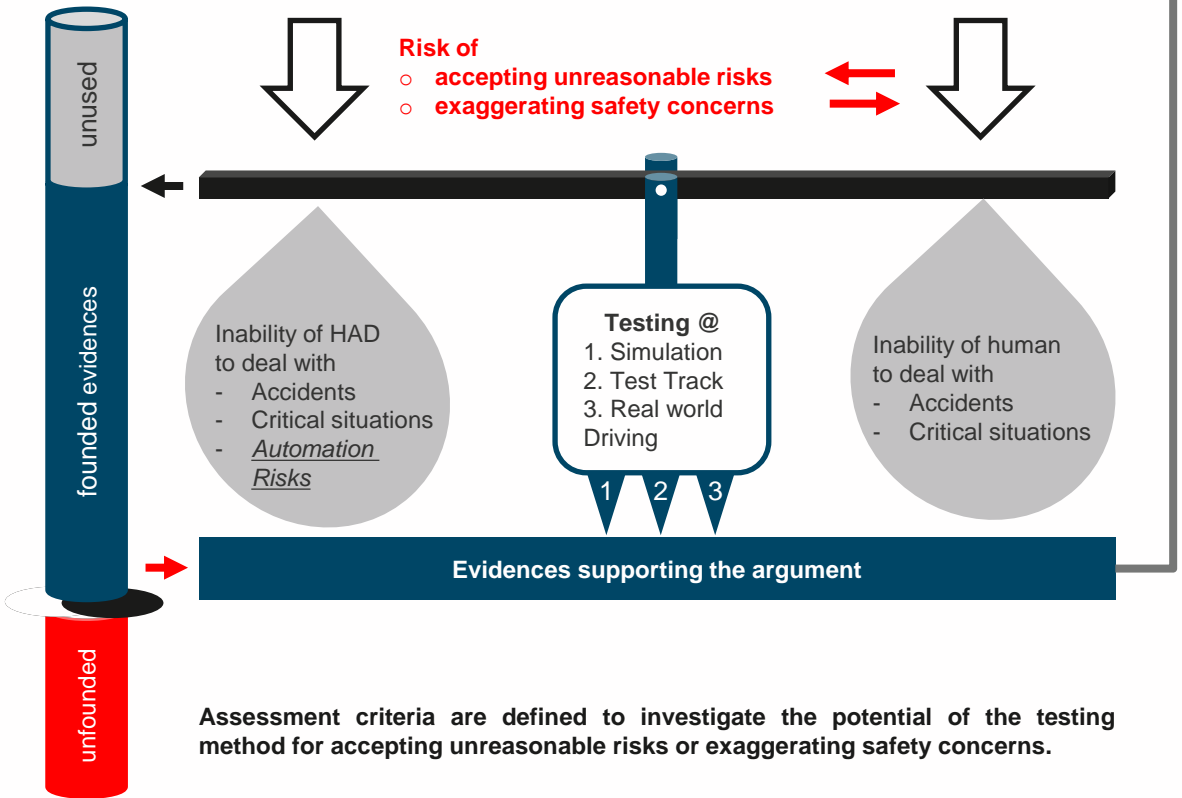 unused
founded evidences
unfounded
Risk of
o accepting unreasonable risks
o exaggerating safety concerns
Inability of HAD
to deal with
- Accidents
- Critical situations
- Automation
Risks
Testing @
1. Simulation
2. Test Track
3. Real world
Driving
1 2 3
Inability of human
to deal with
- Accidents
- Critical situations
Evidences supporting the argument
Assessment criteria are defined to investigate the potential of the testing
method for accepting unreasonable risks or exaggerating safety concerns.